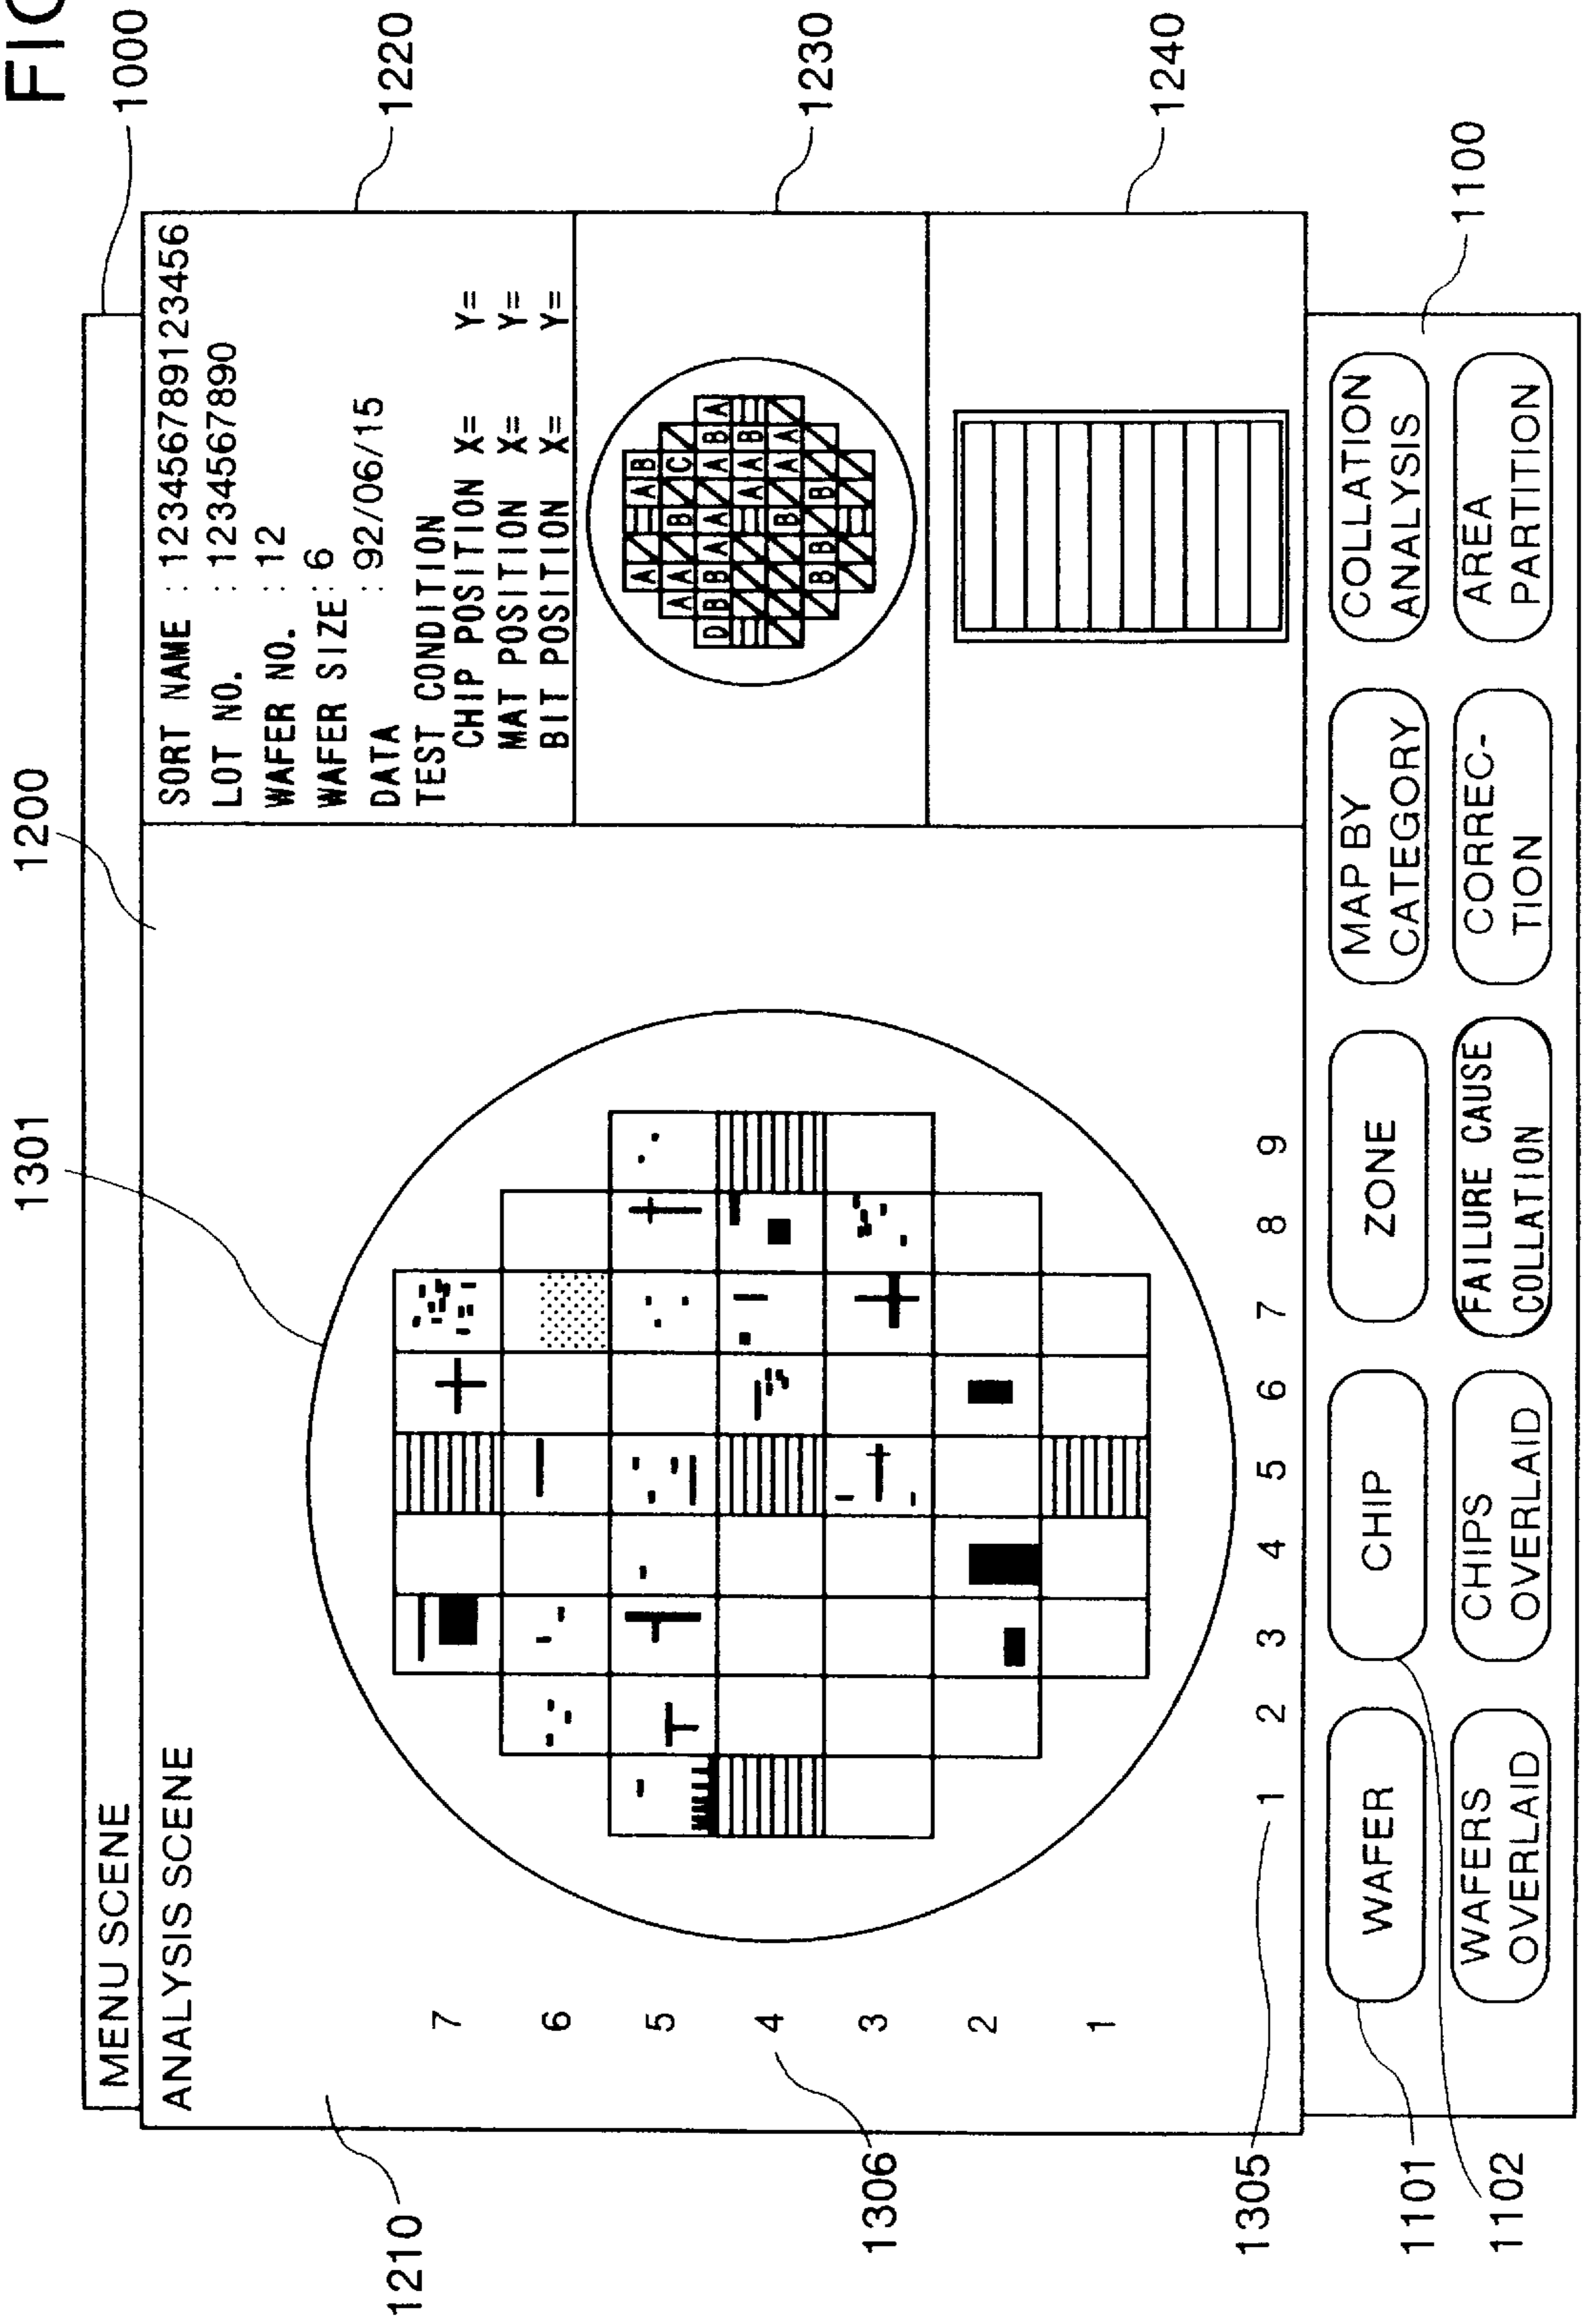 FIG
1000
1200
1301
MENU SCENE
ANALYSIS SCENE
1210
1220
SORT NAME : 123456789123456
LOT NO. : 1234567890
WAFER NO. : 12
WAFER SIZE : 6
DATA : 92/06/15
TEST CONDITION
CHIP POSITION X= Y=
MAT POSITION X= Y=
BIT POSITION X= Y=
1230
A A B
A A B C
D B B A A A B A
A A B
B A A
B B B
1240
7
6
5
4
3
2
1
1306
1 2 3 4 5 6 7 8 9
1305
1100
WAFER
CHIP
ZONE
MAP BY
CATEGORY
COLLATION
ANALYSIS
WAFERS
OVERLAID
CHIPS
OVERLAID
FAILURE CAUSE
COLLATION
CORREC-
TION
AREA
PARTITION
1101
1102